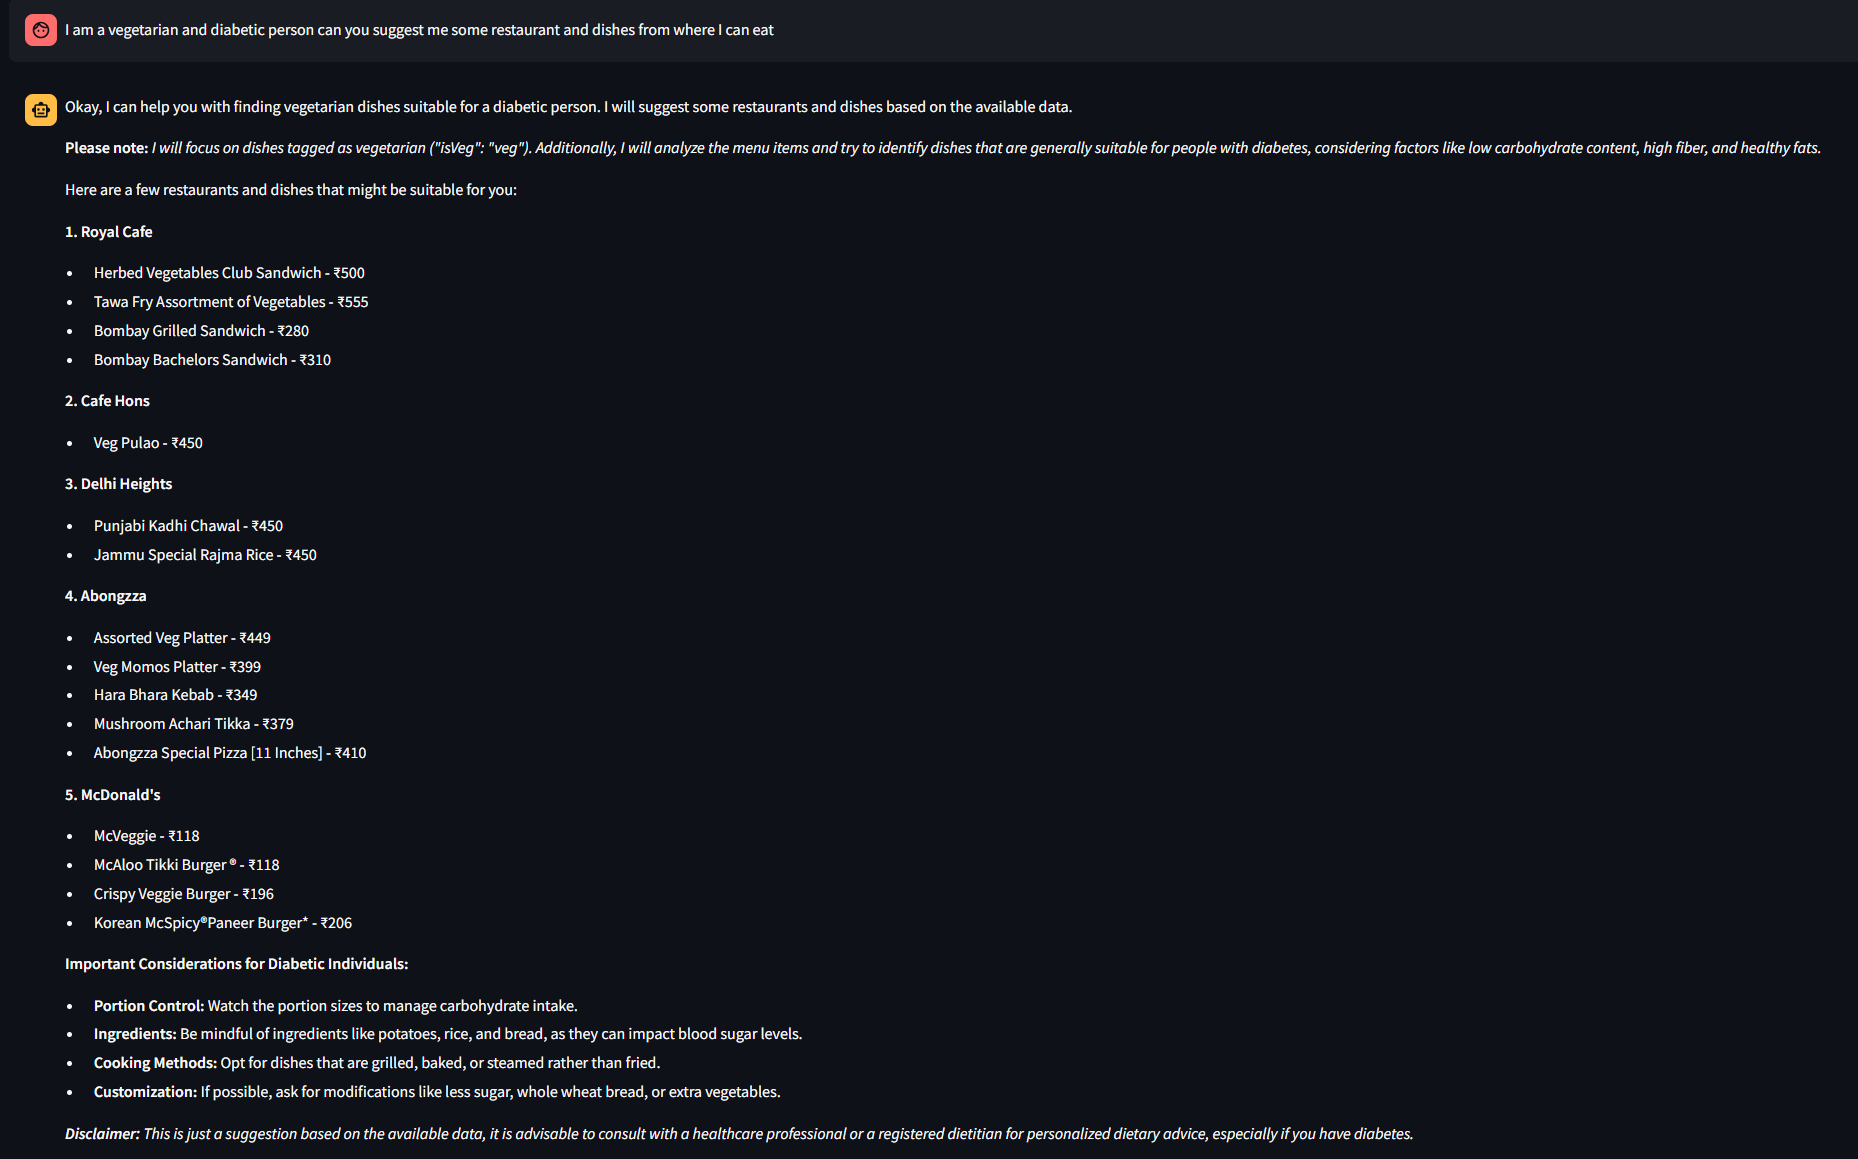 I am a vegetarian and diabetic person can you suggest me some restaurant and dishes from where I can eat
Okay, I can help you with finding vegetarian dishes suitable for a diabetic person. I will suggest some restaurants and dishes based on the available data.
Please note: I will focus on dishes tagged as vegetarian ("isVeg": "veg"). Additionally, I will analyze the menu items and try to identify dishes that are generally suitable for people with diabetes, considering factors like low carbohydrate content, high fiber, and healthy fats.
Here are a few restaurants and dishes that might be suitable for you:
1. Royal Cafe
• Herbed Vegetables Club Sandwich - ₹500
• Tawa Fry Assortment of Vegetables - ₹555
• Bombay Grilled Sandwich - ₹280
• Bombay Bachelors Sandwich - ₹310
2. Cafe Hons
• Veg Pulao - ₹450
3. Delhi Heights
• Punjabi Kadhi Chawal - ₹450
• Jammu Special Rajma Rice - ₹450
4. Abongzza
• Assorted Veg Platter - ₹449
• Veg Momos Platter - ₹399
• Hara Bhara Kebab - ₹349
• Mushroom Achari Tikka - ₹379
• Abongzza Special Pizza [11 Inches] - ₹410
5. McDonald's
• McVeggie - ₹118
• McAloo Tikki Burger ® - ₹118
• Crispy Veggie Burger - ₹196
• Korean McSpicy®Paneer Burger* - ₹206
Important Considerations for Diabetic Individuals:
• Portion Control: Watch the portion sizes to manage carbohydrate intake.
• Ingredients: Be mindful of ingredients like potatoes, rice, and bread, as they can impact blood sugar levels.
• Cooking Methods: Opt for dishes that are grilled, baked, or steamed rather than fried.
• Customization: If possible, ask for modifications like less sugar, whole wheat bread, or extra vegetables.
Disclaimer: This is just a suggestion based on the available data, it is advisable to consult with a healthcare professional or a registered dietitian for personalized dietary advice, especially if you have diabetes.